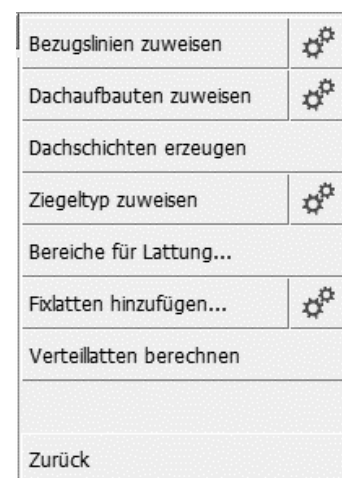 Bezugslinien zuweisen
Dachaufbauten zuweisen
Dachschichten erzeugen
Ziegeltyp zuweisen
Bereiche für Lattung...
Fixlatten hinzufügen...
Verteillatten berechnen
Zurück